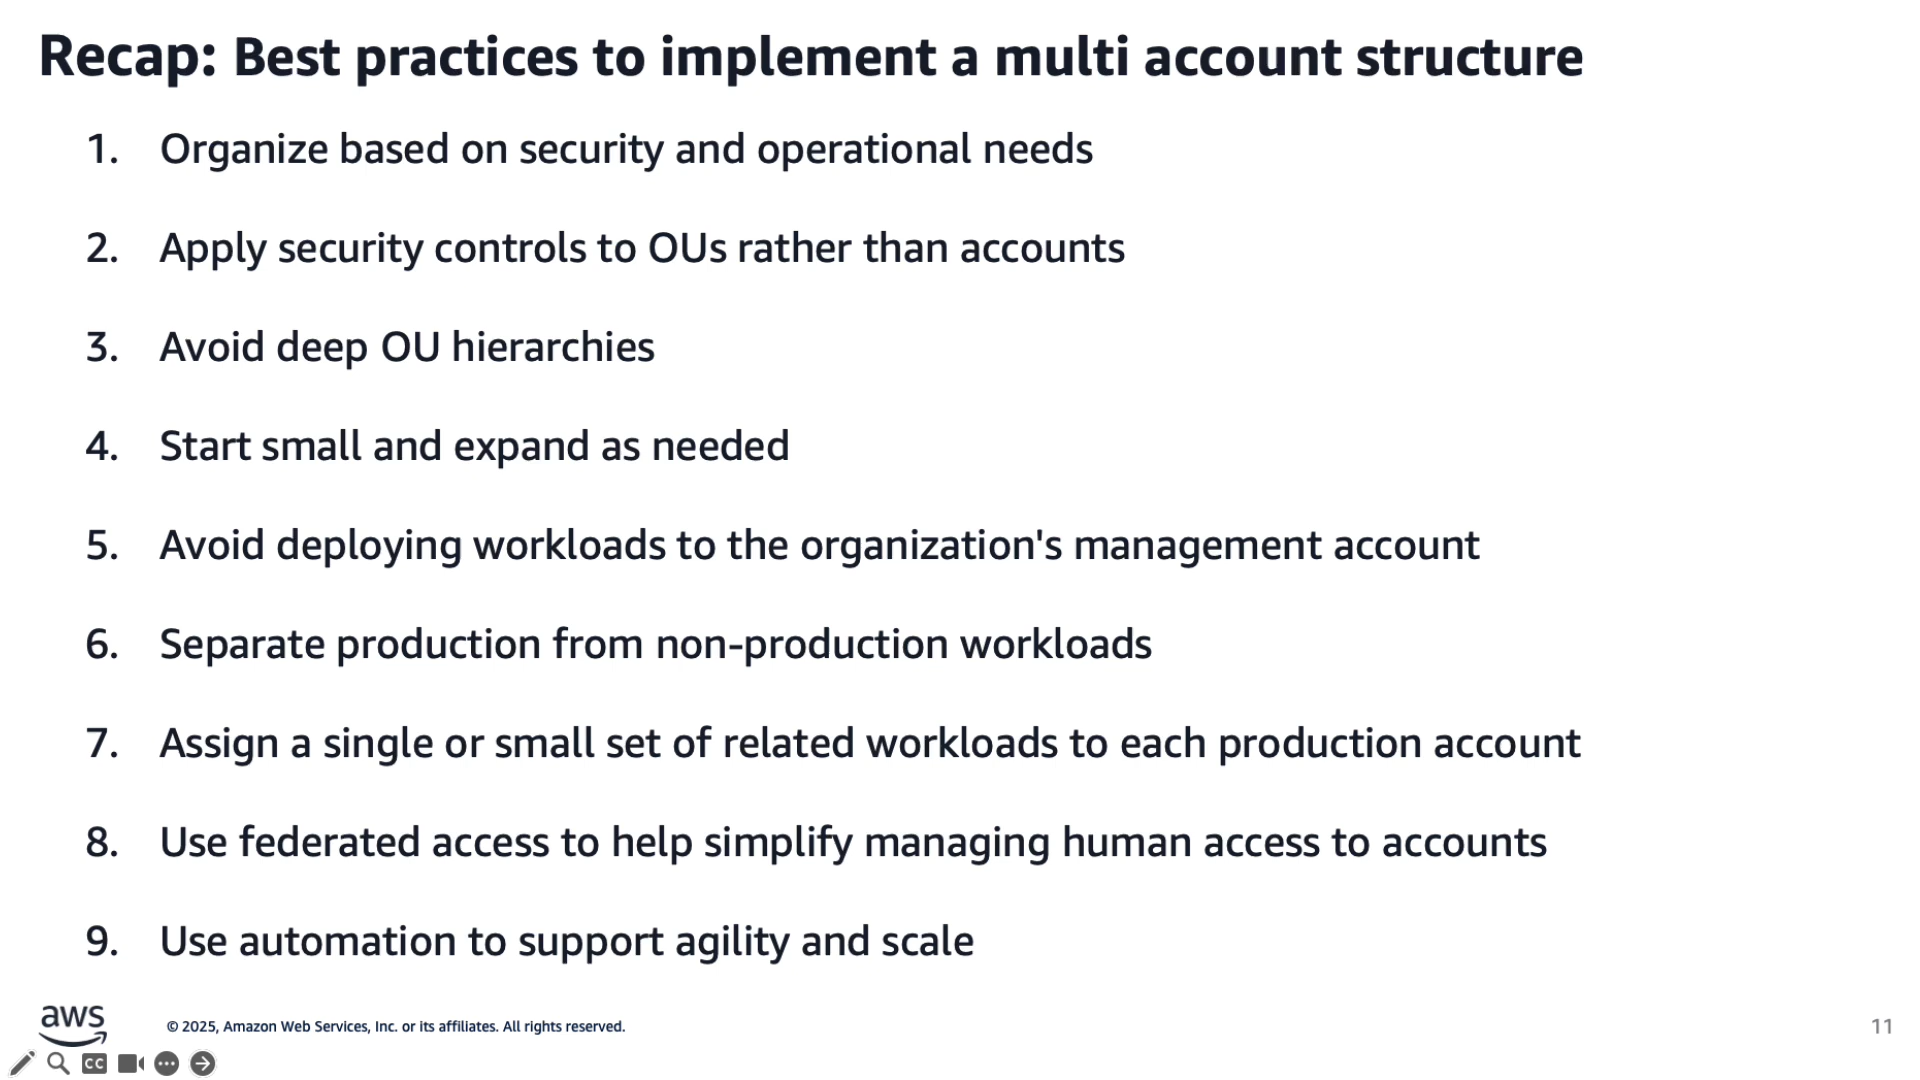 Recap: Best practices to implement a multi account structure
1. Organize based on security and operational needs
2. Apply security controls to OUs rather than accounts
3. Avoid deep OU hierarchies
4. Start small and expand as needed
5. Avoid deploying workloads to the organization's management account
6. Separate production from non-production workloads
7. Assign a single or small set of related workloads to each production account
8. Use federated access to help simplify managing human access to accounts
9. Use automation to support agility and scale
aws
© 2025, Amazon Web Services, Inc. or its affiliates. All rights reserved.
11
CC